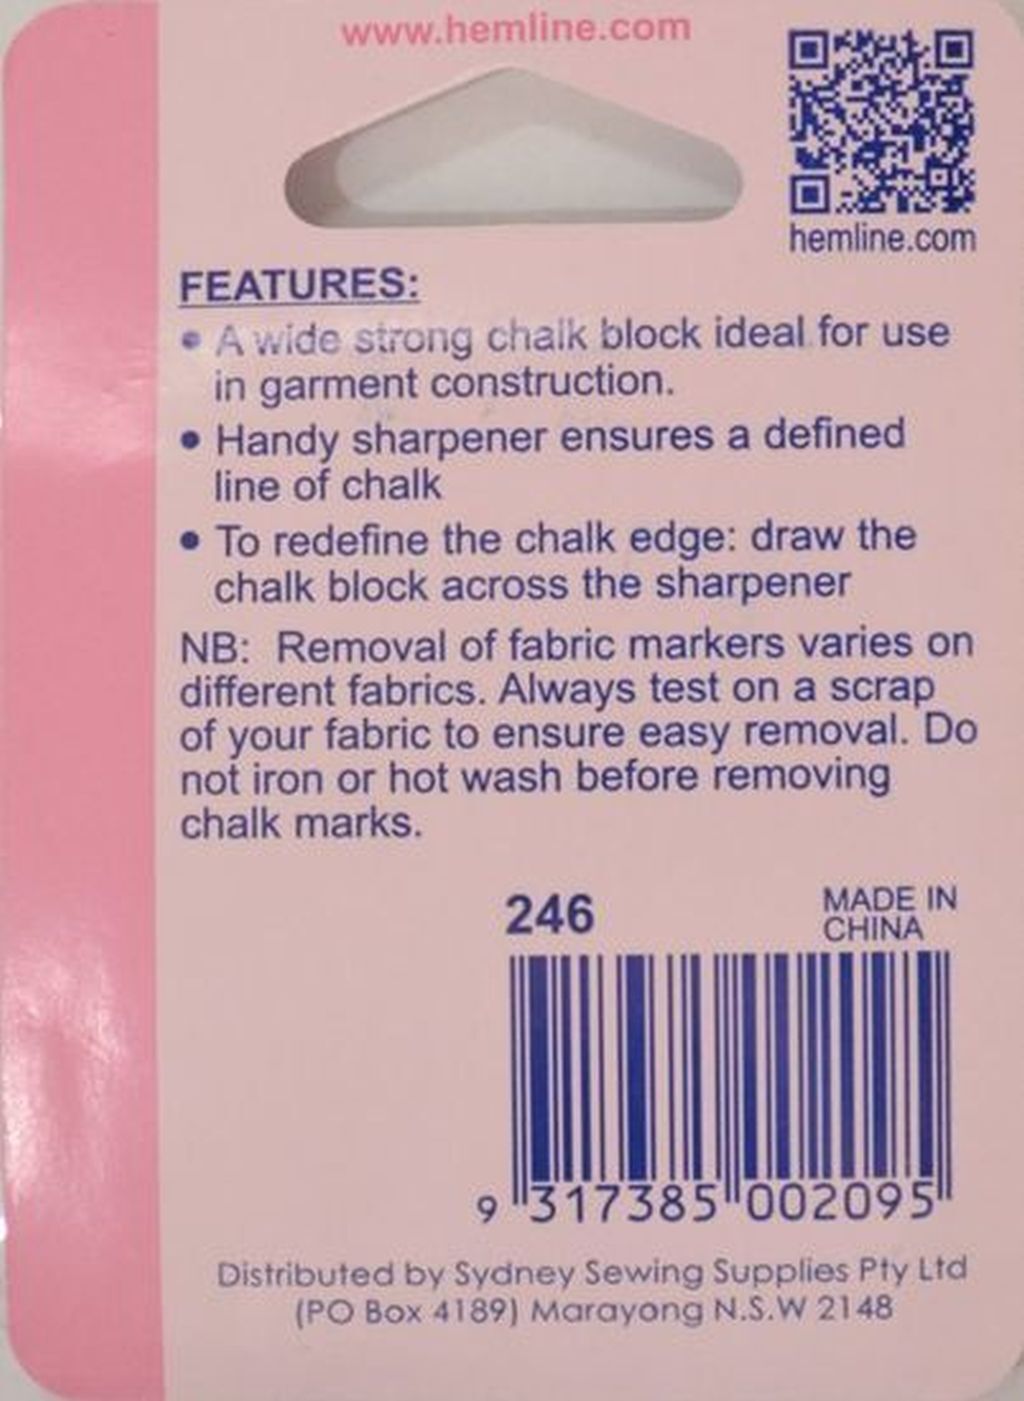 www.hemline.com
hemline.com
FEATURES:
• A wide strong chalk block ideal for use
in garment construction.
• Handy sharpener ensures a defined
line of chalk
• To redefine the chalk edge: draw the
chalk block across the sharpener
NB: Removal of fabric markers varies on
different fabrics. Always test on a scrap
of your fabric to ensure easy removal. Do
not iron or hot wash before removing
chalk marks.
246
MADE IN
CHINA
9 317385 002095
Distributed by Sydney Sewing Supplies Pty Ltd
(PO Box 4189) Marayong N.S.W 2148